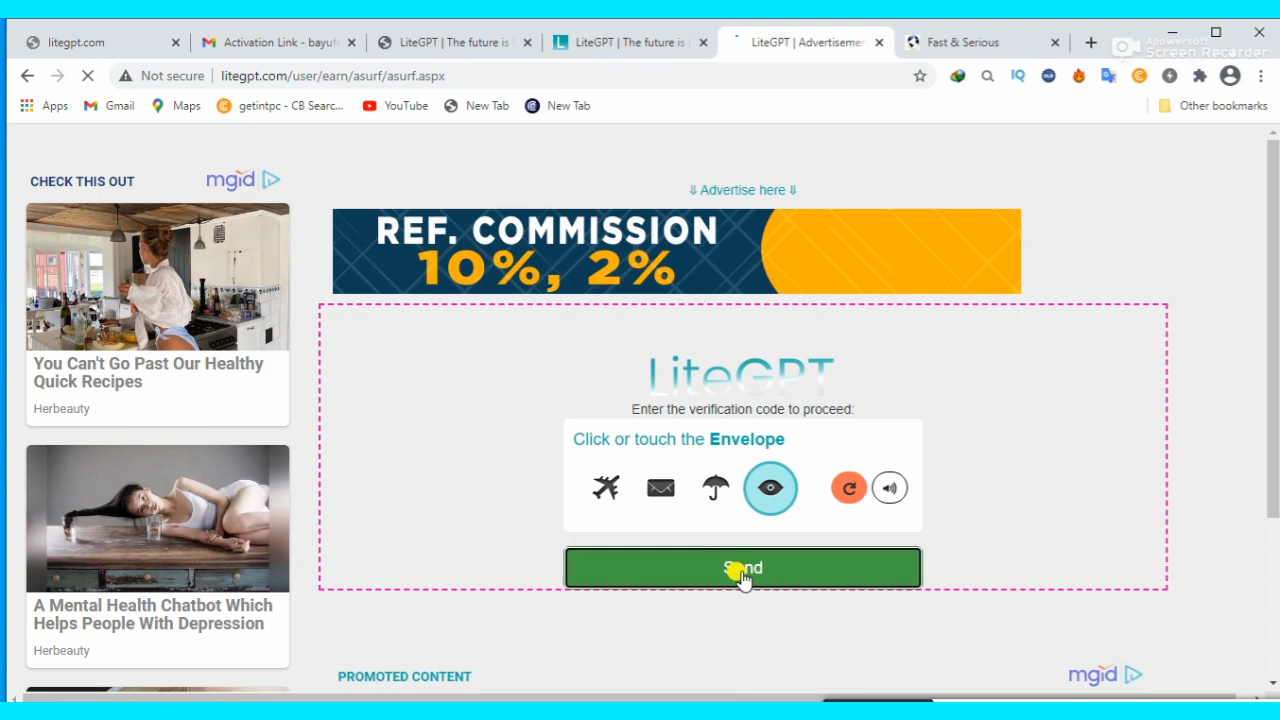 litegpt.com
Activation Link - bayuf
LiteGPT | The future is
LiteGPT | The future is
LiteGPT | Advertisemen
Fast & Serious
Apowersoft
Screen Recorder
Not secure
litegpt.com/user/earn/asurf/asurf.aspx
IQ
Apps
Gmail
Maps
getintpc - CB Searc...
YouTube
New Tab
New Tab
Other bookmarks
CHECK THIS OUT
mgid
You Can't Go Past Our Healthy
Quick Recipes
Herbeauty
A Mental Health Chatbot Which
Helps People With Depression
Herbeauty
⇓ Advertise here ⇓
REF. COMMISSION
10%, 2%
LiteGPT
Enter the verification code to proceed:
Click or touch the Envelope
Send
PROMOTED CONTENT
mgid